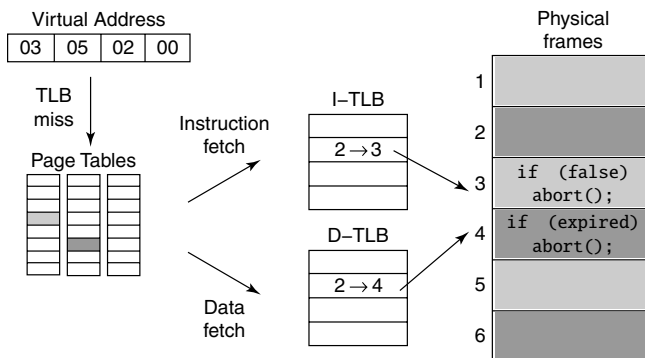 Virtual Address
03 05 02 00
TLB
miss
Page Tables
Instruction
fetch
Data
fetch
I–TLB
2→3
D–TLB
2→4
Physical
frames
1
2
3
if (false)
abort();
4
if (expired)
abort();
5
6